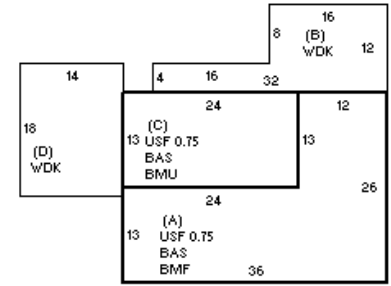 16
8
(B)
WDK
12
14
4
16
32
24
12
18
(C)
13
USF 0.75
13
BAS
BMU
(D)
WDK
26
24
(A)
13
USF 0.75
BAS
BMF
36